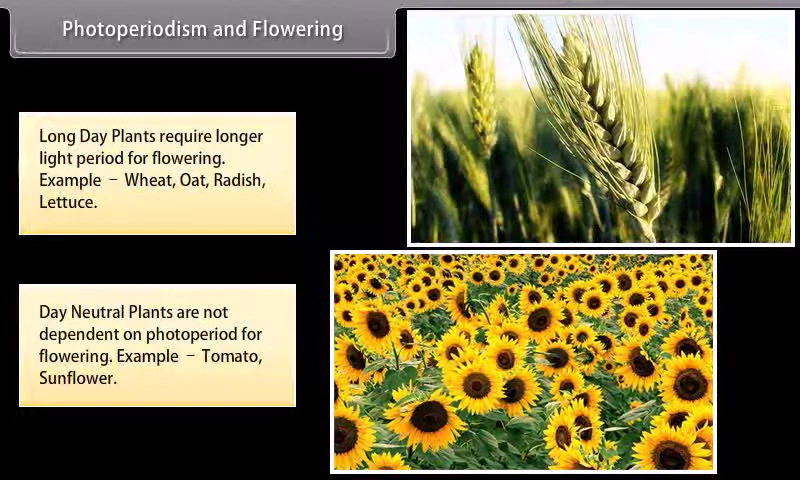 Photoperiodism and Flowering
Long Day Plants require longer
light period for flowering.
Example – Wheat, Oat, Radish,
Lettuce.
Day Neutral Plants are not
dependent on photoperiod for
flowering. Example – Tomato,
Sunflower.